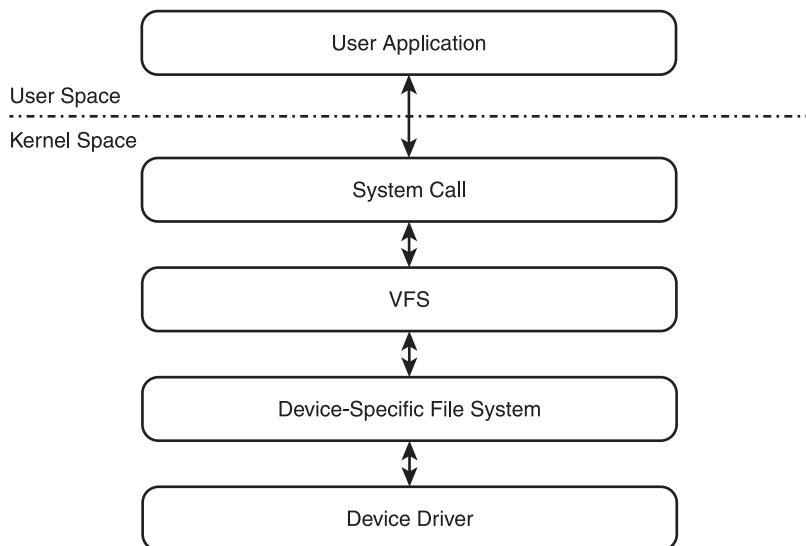 User Application
User Space
Kernel Space
System Call
VFS
Device-Specific File System
Device Driver